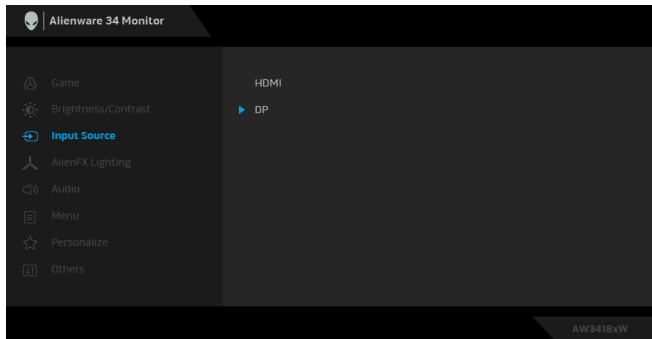 Alienware 34 Monitor
Game
Brightness/Contrast
Input Source
AlienFX Lighting
Audio
Menu
Personalize
Others
HDMI
DP
AW3418xW